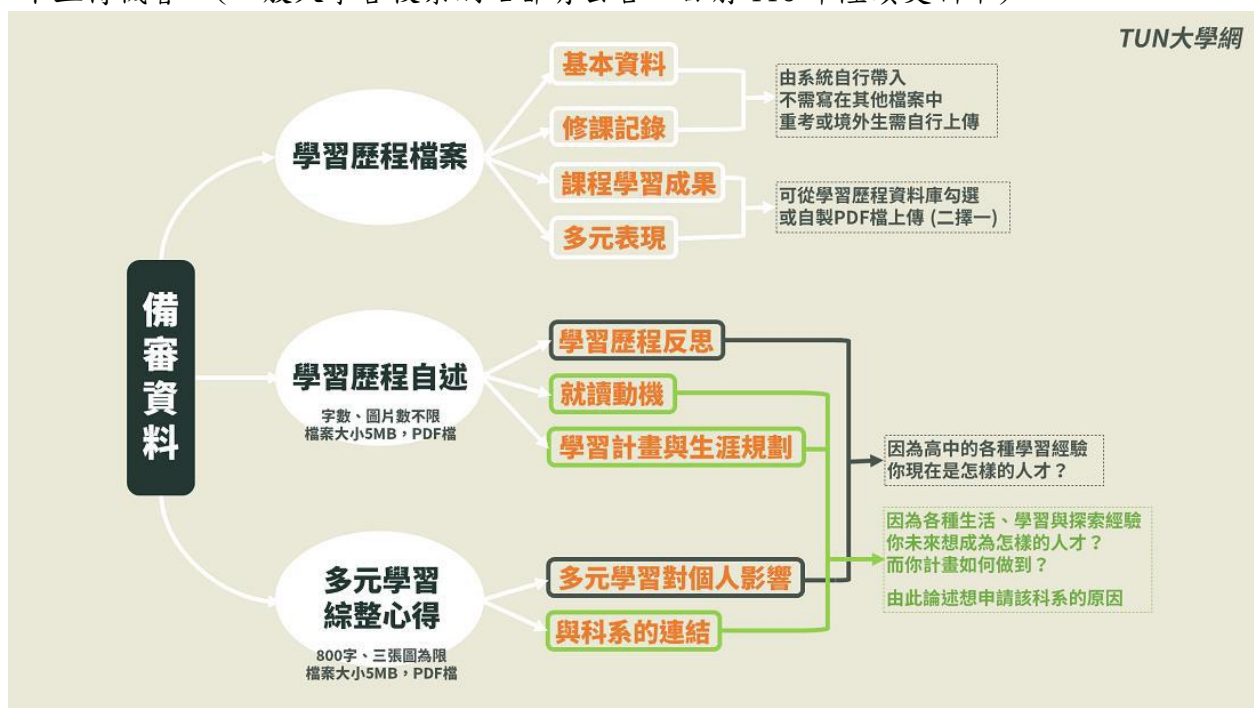 TUN大學網
備審資料
學習歷程檔案
基本資料
修課記錄
由系統自行帶入
不需寫在其他檔案中
重考或境外生需自行上傳
課程學習成果
多元表現
可從學習歷程資料庫勾選
或自製PDF檔上傳 (二擇一)
學習歷程自述
字數、圖片數不限
檔案大小5MB，PDF檔
學習歷程反思
就讀動機
學習計畫與生涯規劃
多元學習
綜整心得
800字、三張圖為限
檔案大小5MB，PDF檔
多元學習對個人影響
與科系的連結
因為高中的各種學習經驗
你現在是怎樣的人才？
因為各種生活、學習與探索經驗
你未來想成為怎樣的人才？
而你計畫如何做到？
由此論述想申請該科系的原因